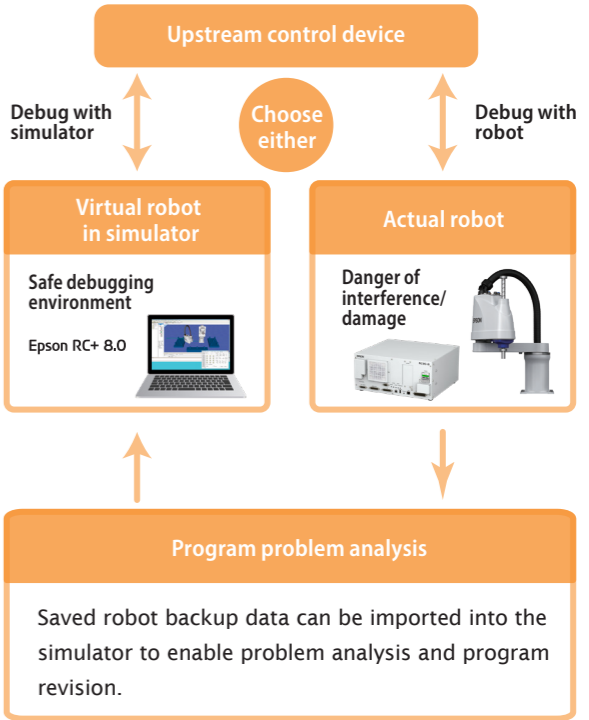 Upstream control device
Debug with
simulator
Choose
either
Debug with
robot
Virtual robot
in simulator
Safe debugging
environment
Epson RC+ 8.0
Actual robot
Danger of
interference/
damage
EPSON
Program problem analysis
Saved robot backup data can be imported into the
simulator to enable problem analysis and program
revision.